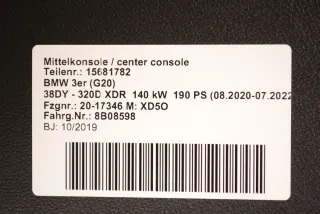 Mittelkonsole / center console
Teilenr.: 15681782
BMW 3er (G20)
38DY - 320D XDR 140 kW 190 PS (08.2020-07.2022
Fzgnr.: 20-17346 M: XD5O
Fahrg.Nr.: 8B08598
BJ: 10/2019